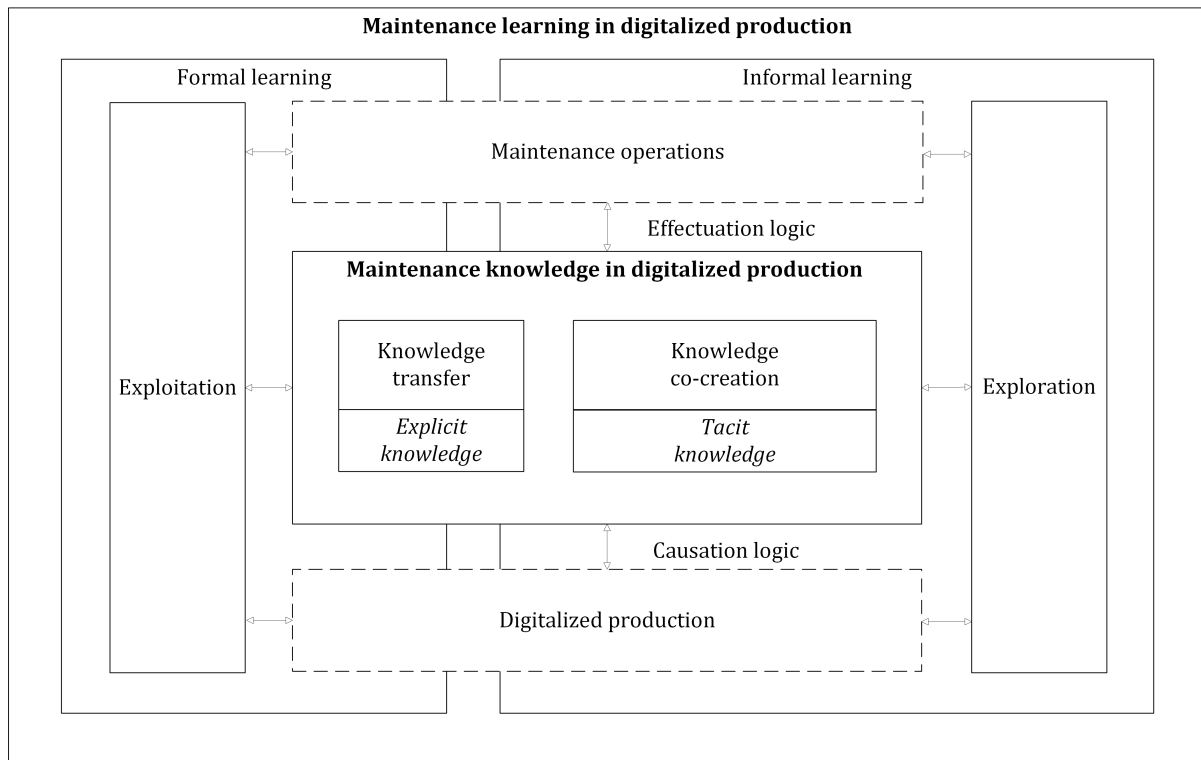 Maintenance learning in digitalized production
Formal learning
Informal learning
Maintenance operations
Effectuation logic
Maintenance knowledge in digitalized production
Knowledge
transfer
Knowledge
co-creation
Exploitation
Exploration
Explicit
knowledge
Tacit
knowledge
Causation logic
Digitalized production